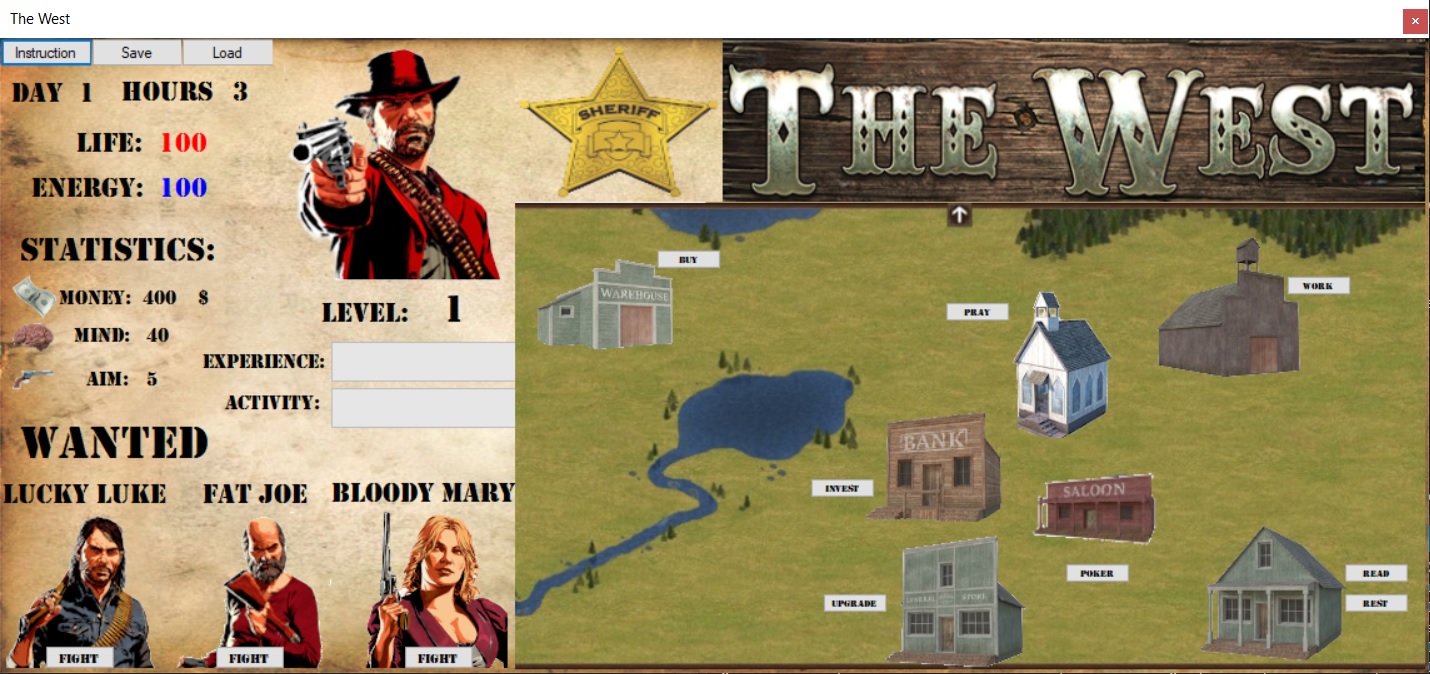 The West
Instruction
Save
Load
DAY 1 HOURS 3
LIFE: 100
ENERGY: 100
STATISTICS:
MONEY: 400 $
MIND: 40
AIM: 5
LEVEL: 1
EXPERIENCE:
ACTIVITY:
WANTED
LUCKY LUKE
FAT JOE
BLOODY MARY
FIGHT
FIGHT
FIGHT
SHERIFF
THE WEST
BUY
WAREHOUSE
WORK
PRAY
BANK
INVEST
SALOON
POKER
UPGRADE
GENERAL STORE
READ
REST